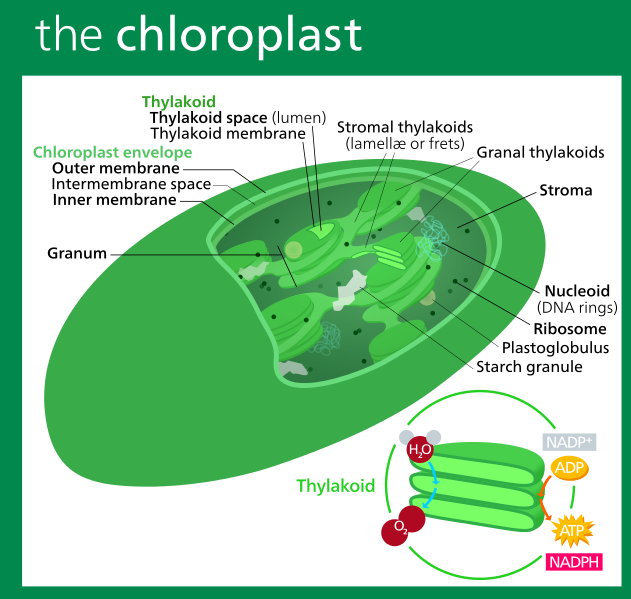 the chloroplast
Thylakoid
Thylakoid space (lumen)
Thylakoid membrane
Chloroplast envelope
Outer membrane
Intermembrane space
Inner membrane
Granum
Stromal thylakoids
(lamellæ or frets)
Granal thylakoids
Stroma
Nucleoid
(DNA rings)
Ribosome
Plastoglobulus
Starch granule
Thylakoid
H₂O
O₂
NADP⁺
ADP
ATP
NADPH